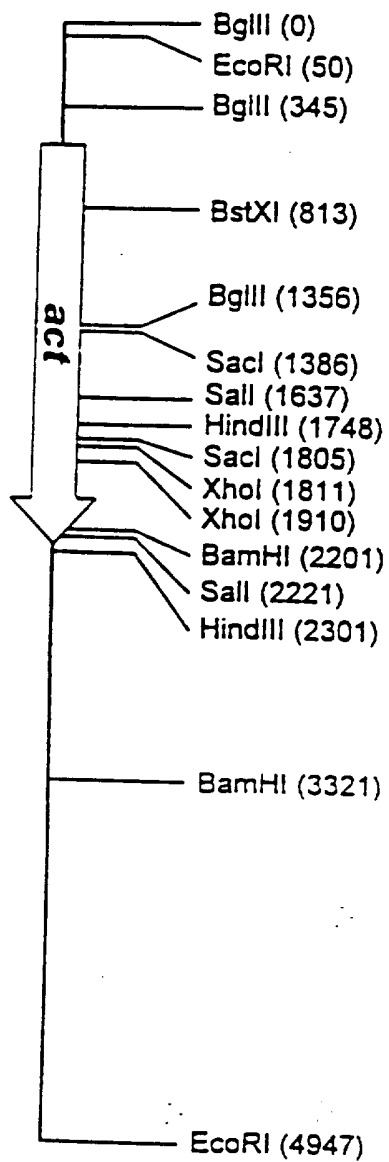 BglII (0)
EcoRI (50)
BglII (345)
BstXI (813)
act
BglII (1356)
SacI (1386)
SalI (1637)
HindIII (1748)
SacI (1805)
XhoI (1811)
XhoI (1910)
BamHI (2201)
SalI (2221)
HindIII (2301)
BamHI (3321)
EcoRI (4947)